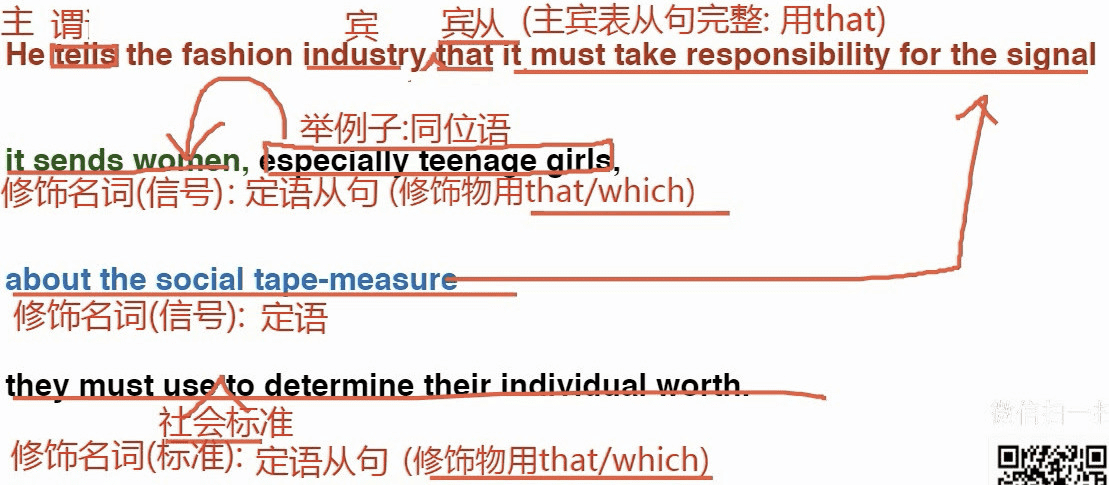 主 谓语 宾 宾从 (主宾表从句完整: 用that)
He tells the fashion industry that it must take responsibility for the signal
举例子:同位语
it sends women, especially teenage girls,
修饰名词(信号): 定语从句 (修饰物用that/which)
about the social tape-measure
修饰名词(信号): 定语
they must use to determine their individual worth.
社会标准
修饰名词(标准): 定语从句 (修饰物用that/which)
微信扫一扫